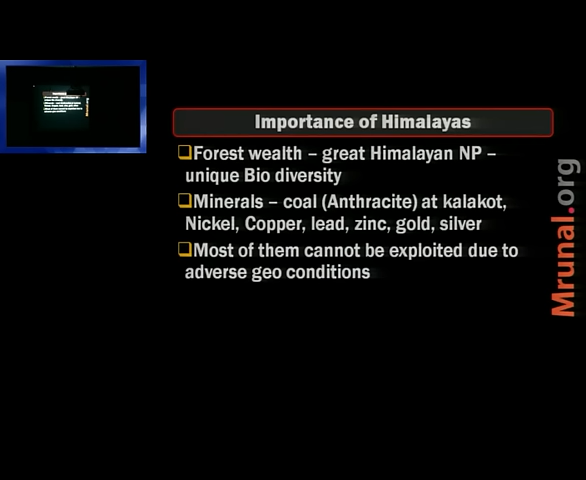 Importance of Himalayas
❑Forest wealth – great Himalayan NP –
unique Bio diversity
❑Minerals – coal (Anthracite) at kalakot,
Nickel, Copper, lead, zinc, gold, silver
❑Most of them cannot be exploited due to
adverse geo conditions
Mrunal.org